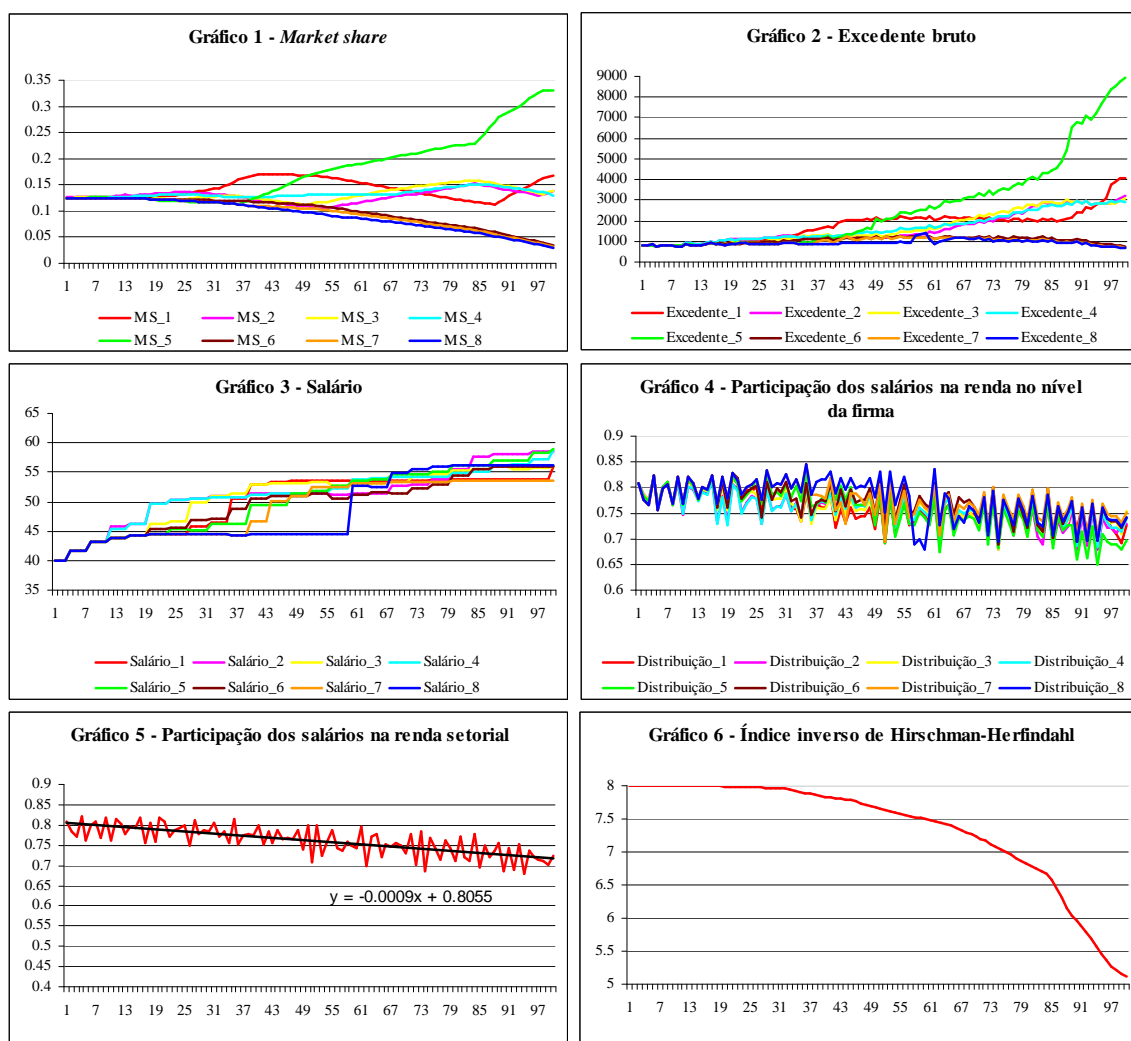 Gráfico 1 - Market share
0.35
0.3
0.25
0.2
0.15
0.1
0.05
0
1 7 13 19 25 31 37 43 49 55 61 67 73 79 85 91 97
MS_1 MS_2 MS_3 MS_4
MS_5 MS_6 MS_7 MS_8
Gráfico 2 - Excedente bruto
9000
8000
7000
6000
5000
4000
3000
2000
1000
0
1 7 13 19 25 31 37 43 49 55 61 67 73 79 85 91 97
Excedente_1 Excedente_2 Excedente_3 Excedente_4
Excedente_5 Excedente_6 Excedente_7 Excedente_8
Gráfico 3 - Salário
65
60
55
50
45
40
35
1 7 13 19 25 31 37 43 49 55 61 67 73 79 85 91 97
Salário_1 Salário_2 Salário_3 Salário_4
Salário_5 Salário_6 Salário_7 Salário_8
Gráfico 4 - Participação dos salários na renda no nível
da firma
0.9
0.85
0.8
0.75
0.7
0.65
0.6
1 7 13 19 25 31 37 43 49 55 61 67 73 79 85 91 97
Distribuição_1 Distribuição_2 Distribuição_3 Distribuição_4
Distribuição_5 Distribuição_6 Distribuição_7 Distribuição_8
Gráfico 5 - Participação dos salários na renda setorial
0.9
0.85
0.8
0.75
0.7
0.65
0.6
0.55
0.5
0.45
0.4
y = -0.0009x + 0.8055
1 7 13 19 25 31 37 43 49 55 61 67 73 79 85 91 97
Gráfico 6 - Índice inverso de Hirschman-Herfindahl
8
7.5
7
6.5
6
5.5
5
1 7 13 19 25 31 37 43 49 55 61 67 73 79 85 91 97